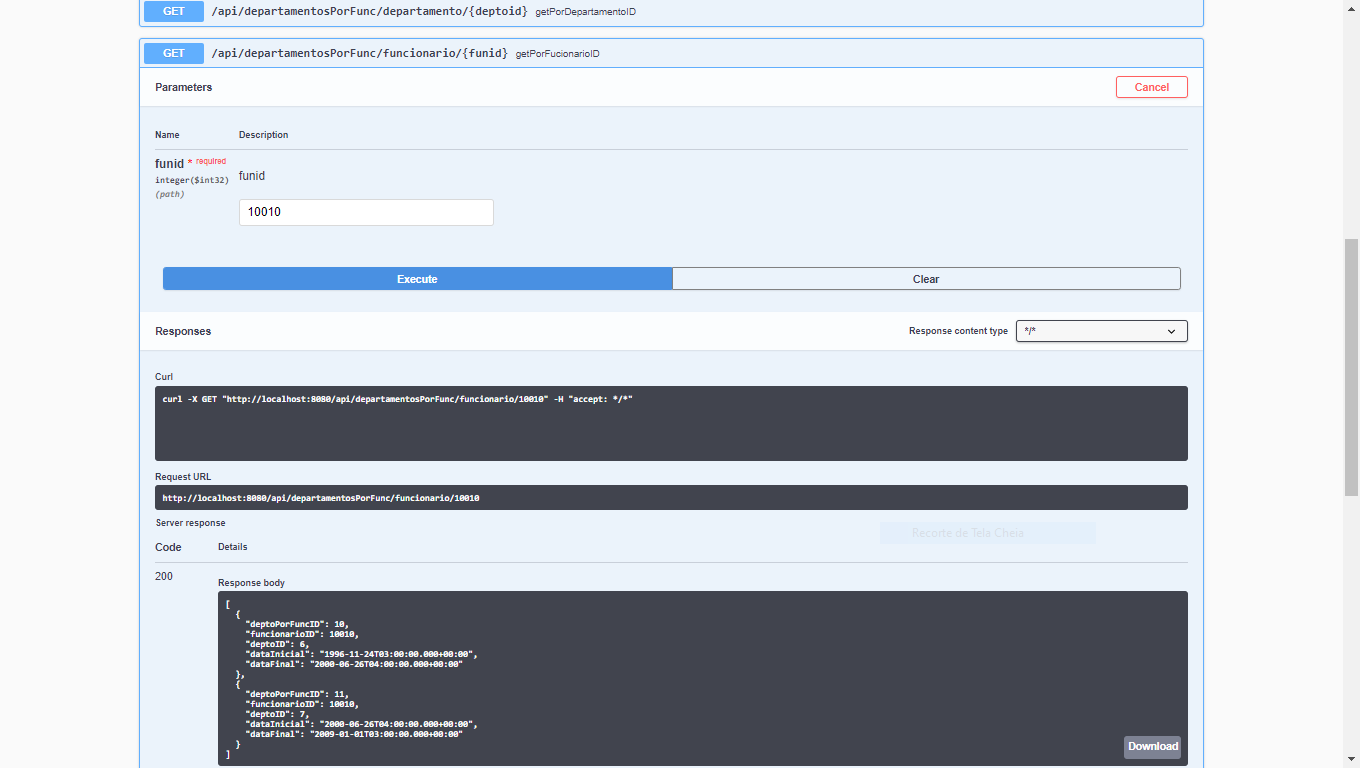 GET /api/departamentosPorFunc/departamento/{deptoid} getPorDepartamentoID
GET /api/departamentosPorFunc/funcionario/{funid} getPorFucionarioID
Parameters Cancel
Name Description
funid * required
integer($int32)
(path)
funid
10010
Execute Clear
Responses Response content type */*
Curl
curl -X GET "http://localhost:8080/api/departamentosPorFunc/funcionario/10010" -H "accept: */*"
Request URL
http://localhost:8080/api/departamentosPorFunc/funcionario/10010
Server response
Recorte de Tela Cheia
Code Details
200
Response body
[
  {
    "deptoPorFuncID": 10,
    "funcionarioID": 10010,
    "deptoID": 6,
    "dataInicial": "1996-11-24T03:00:00.000+00:00",
    "dataFinal": "2000-06-26T04:00:00.000+00:00"
  },
  {
    "deptoPorFuncID": 11,
    "funcionarioID": 10010,
    "deptoID": 7,
    "dataInicial": "2000-06-26T04:00:00.000+00:00",
    "dataFinal": "2009-01-01T03:00:00.000+00:00"
  }
]
Download